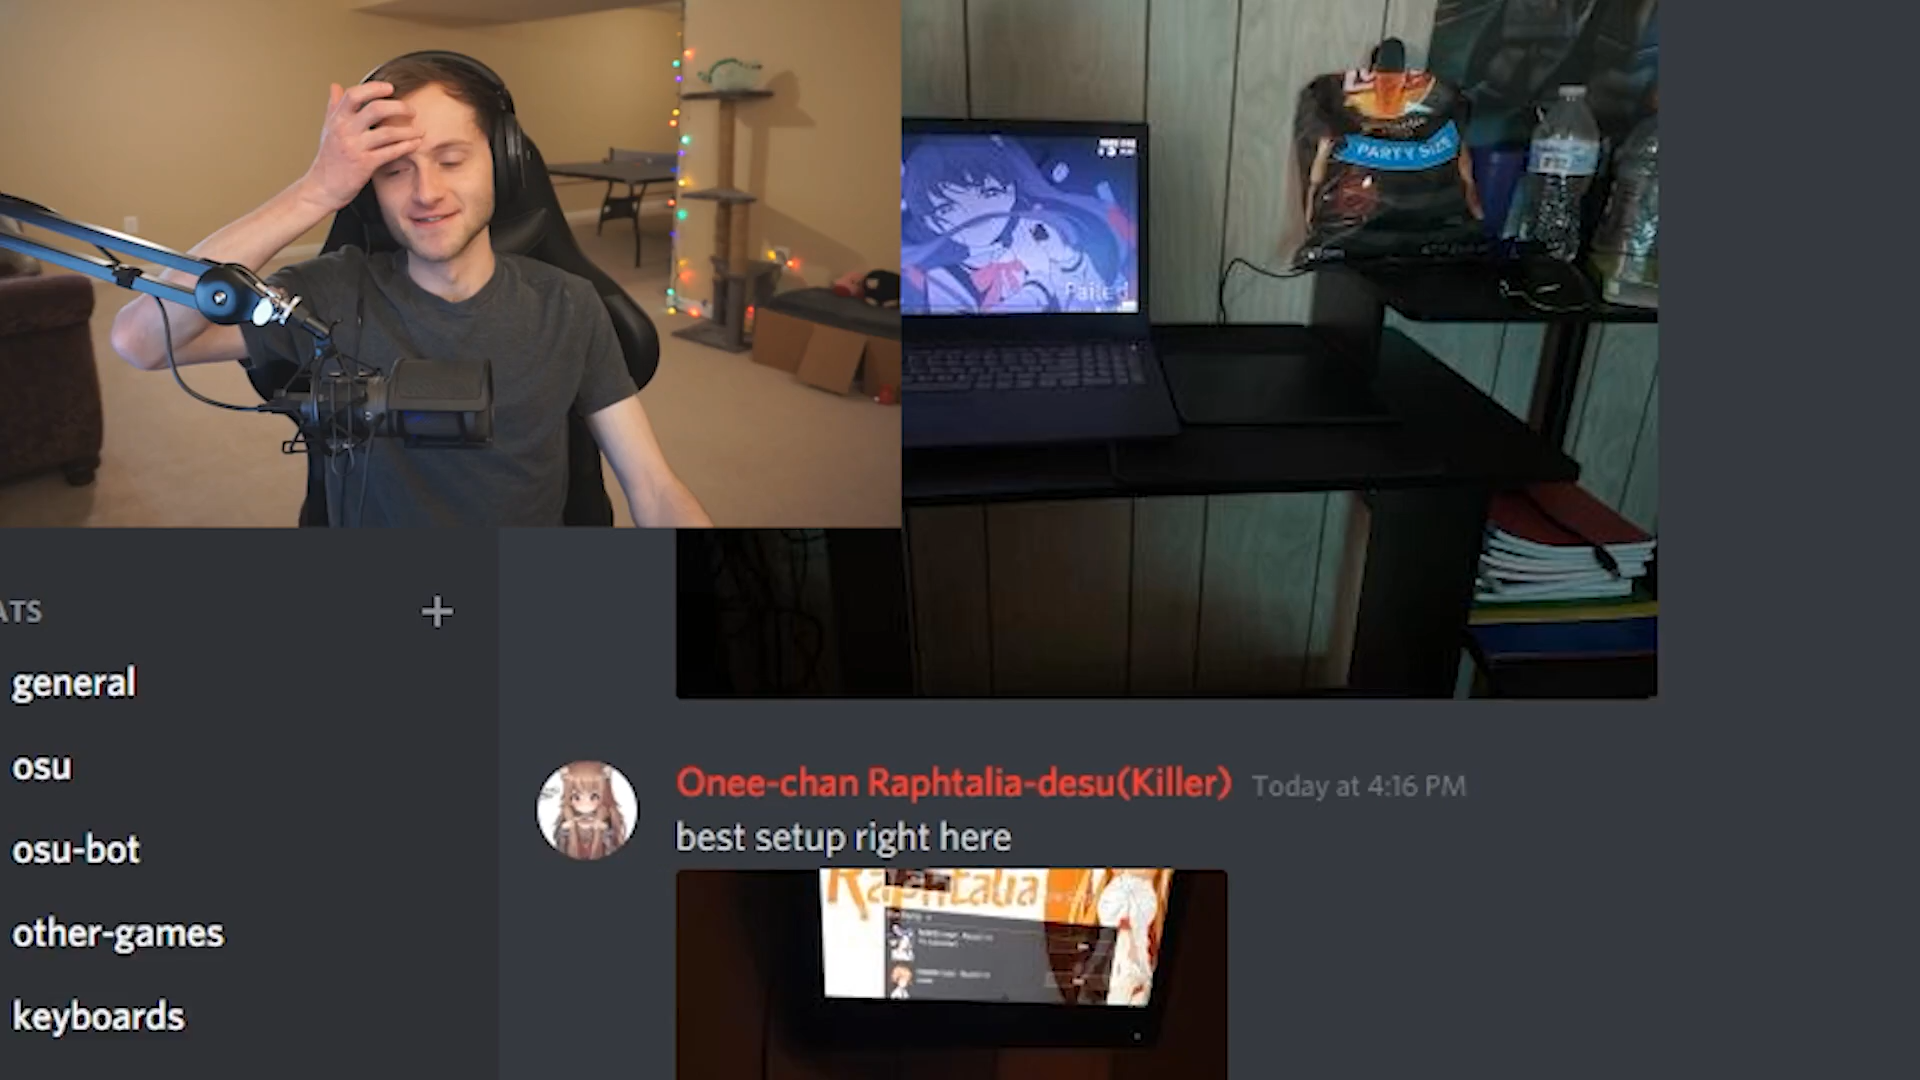 PARTY SIZE
Failed
ATS
general
osu
osu-bot
other-games
keyboards
Onee-chan Raphtalia-desu(Killer) Today at 4:16 PM
best setup right here
Raphtalia